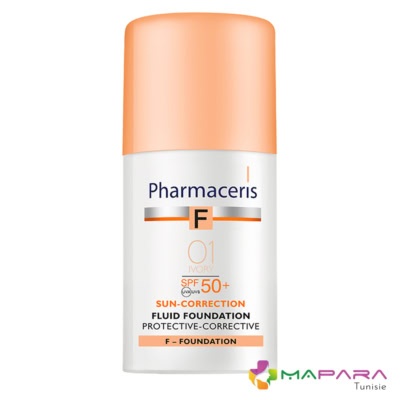 Pharmaceris
F
01
IVORY
SPF 50+
SUN-CORRECTION
FLUID FOUNDATION
PROTECTIVE-CORRECTIVE
F – FOUNDATION
MAPARA
Tunisie